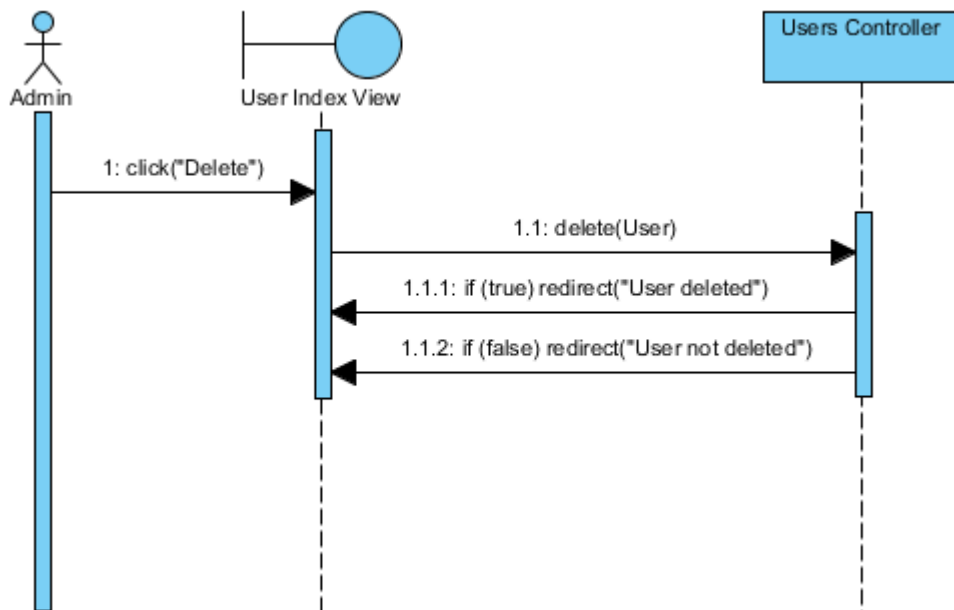 Users Controller
Admin
User Index View
1: click("Delete")
1.1: delete(User)
1.1.1: if (true) redirect("User deleted")
1.1.2: if (false) redirect("User not deleted")